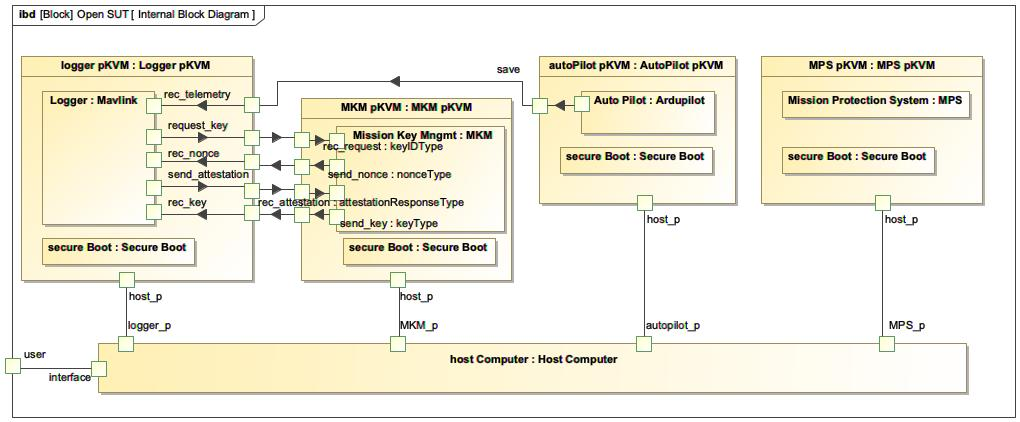 ibd [Block] Open SUT [ Internal Block Diagram ]
logger pKVM : Logger pKVM
Logger : Mavlink
rec_telemetry
request_key
rec_nonce
send_attestation
rec_key
secure Boot : Secure Boot
host_p
logger_p
save
MKM pKVM : MKM pKVM
Mission Key Mngmt : MKM
rec_request : keyIDType
send_nonce : nonceType
rec_attestation : attestationResponseType
send_key : keyType
secure Boot : Secure Boot
host_p
MKM_p
autoPilot pKVM : AutoPilot pKVM
Auto Pilot : Ardupilot
secure Boot : Secure Boot
host_p
autopilot_p
MPS pKVM : MPS pKVM
Mission Protection System : MPS
secure Boot : Secure Boot
host_p
MPS_p
user
interface
host Computer : Host Computer